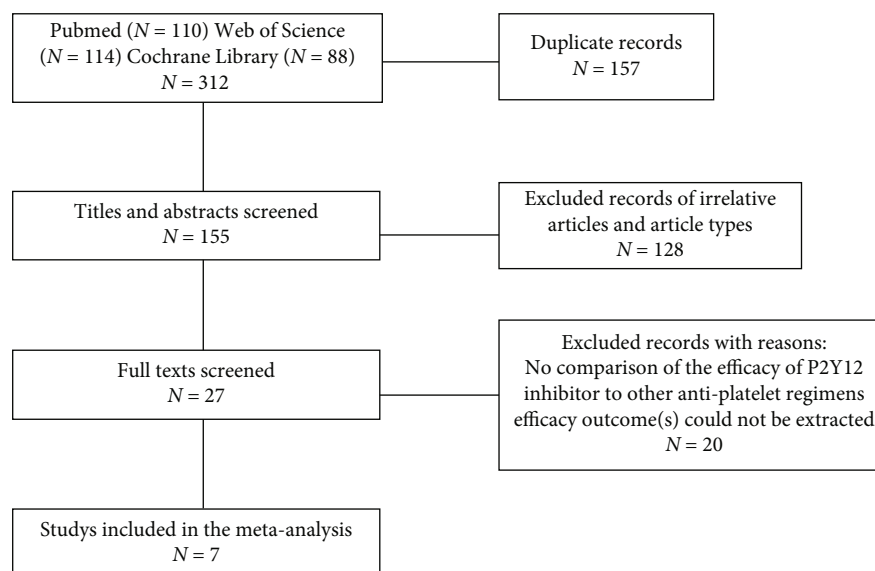 Pubmed (N = 110) Web of Science
(N = 114) Cochrane Library (N = 88)
N = 312
Duplicate records
N = 157
Titles and abstracts screened
N = 155
Excluded records of irrelative
articles and article types
N = 128
Full texts screened
N = 27
Excluded records with reasons:
No comparison of the efficacy of P2Y12
inhibitor to other anti-platelet regimens
efficacy outcome(s) could not be extracted
N = 20
Studys included in the meta-analysis
N = 7